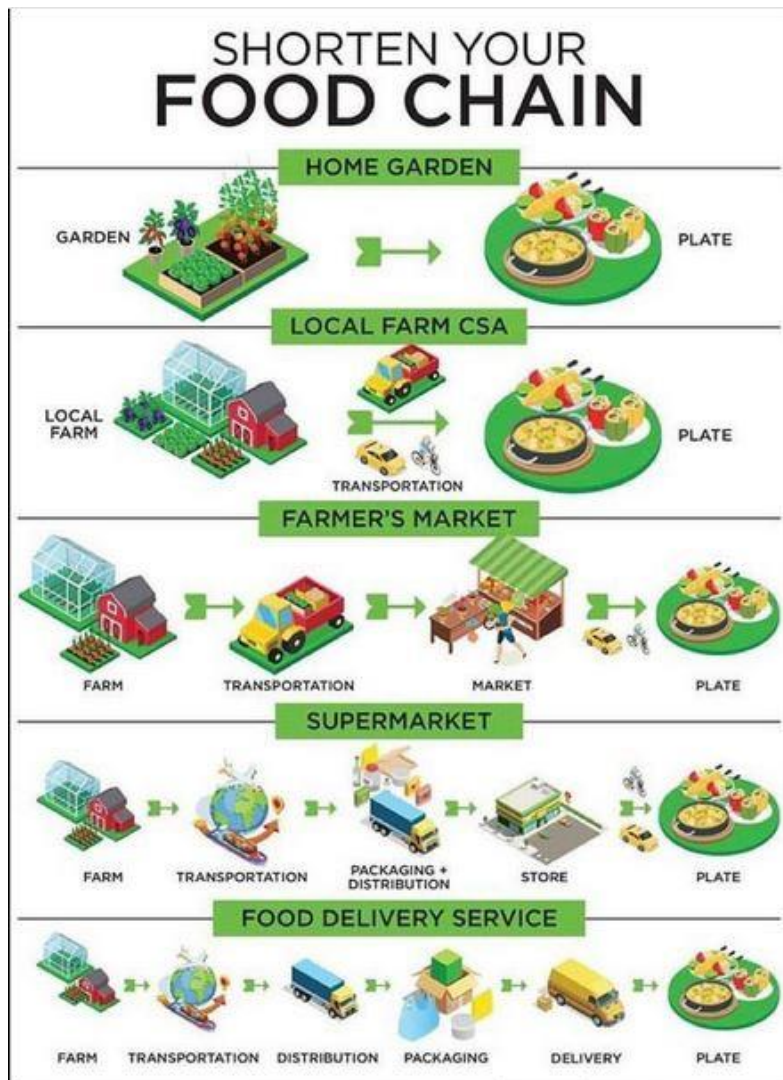 SHORTEN YOUR
FOOD CHAIN
HOME GARDEN
GARDEN
PLATE
LOCAL FARM CSA
LOCAL
FARM
TRANSPORTATION
PLATE
FARMER'S MARKET
FARM
TRANSPORTATION
MARKET
PLATE
SUPERMARKET
FARM
TRANSPORTATION
PACKAGING +
DISTRIBUTION
STORE
PLATE
FOOD DELIVERY SERVICE
FARM
TRANSPORTATION
DISTRIBUTION
PACKAGING
DELIVERY
PLATE